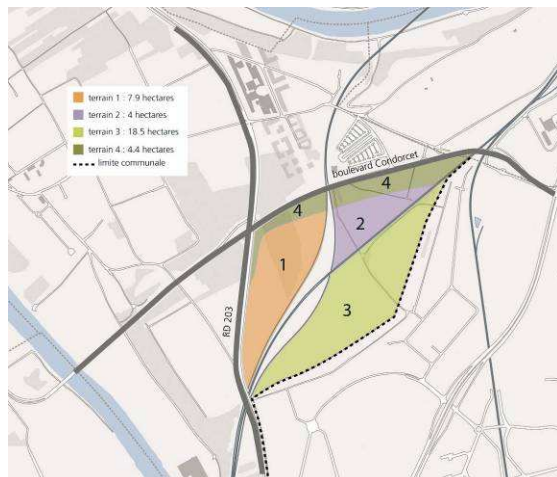 terrain 1 : 7.9 hectares
terrain 2 : 4 hectares
terrain 3 : 18.5 hectares
terrain 4 : 4.4 hectares
limite communale
boulevard Condorcet
4
4
2
1
3
RD 203